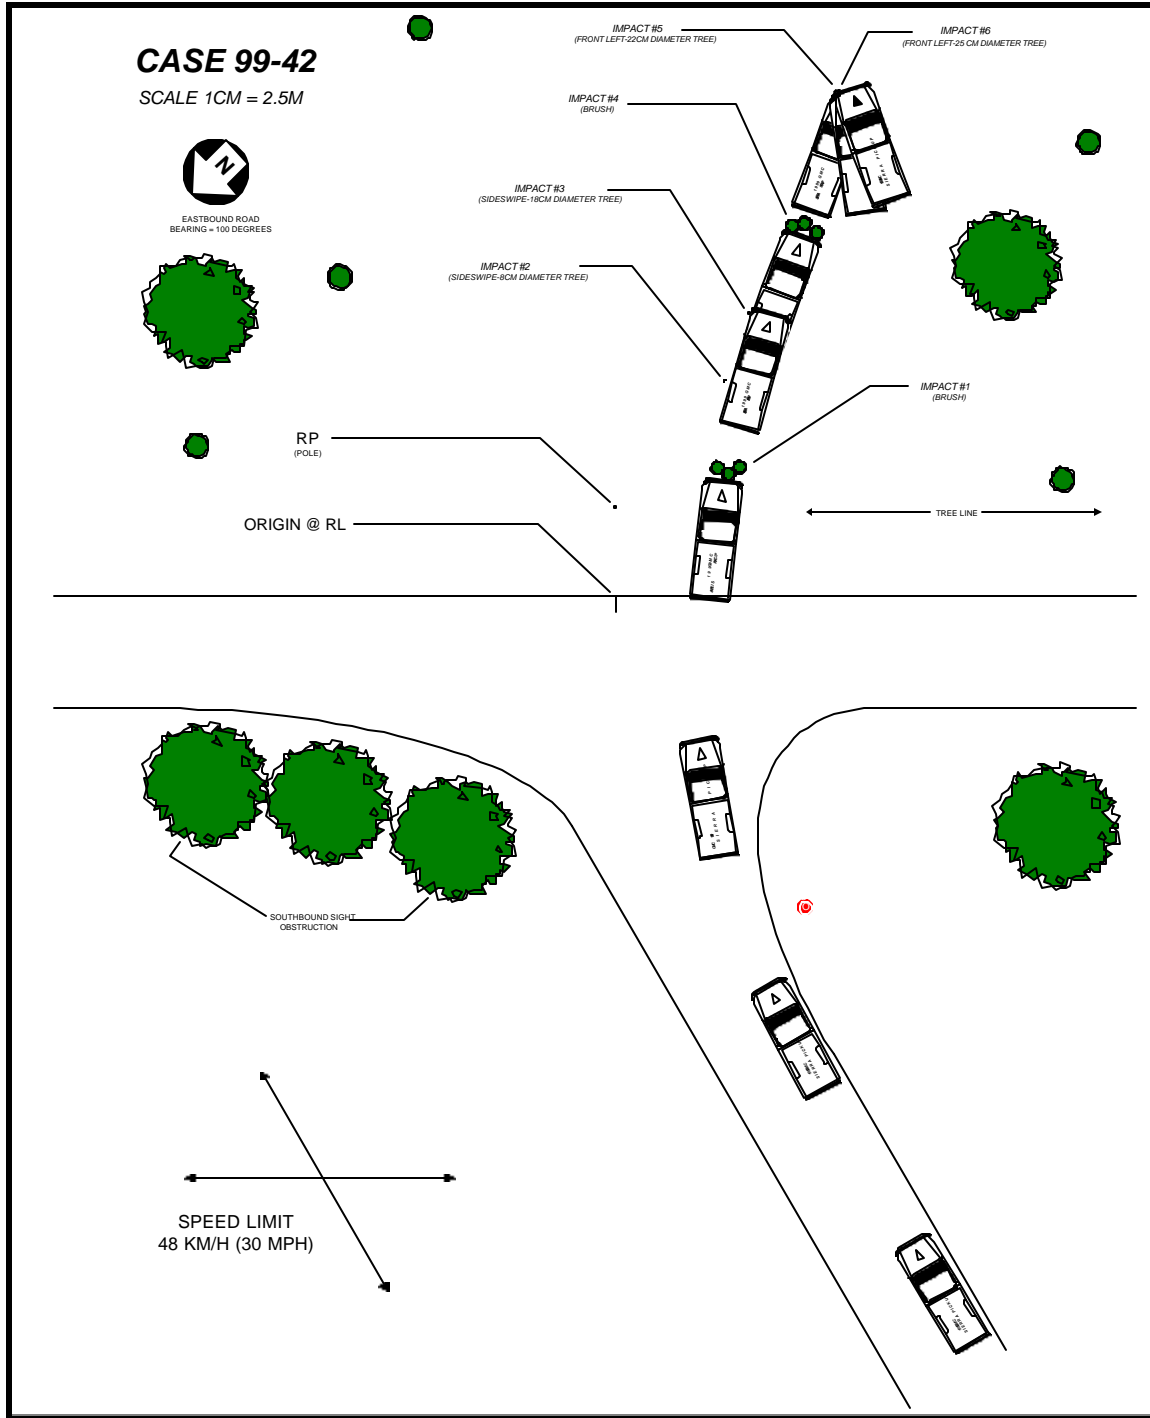 CASE 99-42
SCALE 1CM = 2.5M
N
EASTBOUND ROAD
BEARING = 100 DEGREES
IMPACT #5
(FRONT LEFT-22CM DIAMETER TREE)
IMPACT #6
(FRONT LEFT-25 CM DIAMETER TREE)
IMPACT #4
(BRUSH)
IMPACT #3
(SIDESWIPE-18CM DIAMETER TREE)
IMPACT #2
(SIDESWIPE-8CM DIAMETER TREE)
IMPACT #1
(BRUSH)
RP
(POLE)
ORIGIN @ RL
TREE LINE
SOUTHBOUND SIGHT
OBSTRUCTION
SPEED LIMIT
48 KM/H (30 MPH)